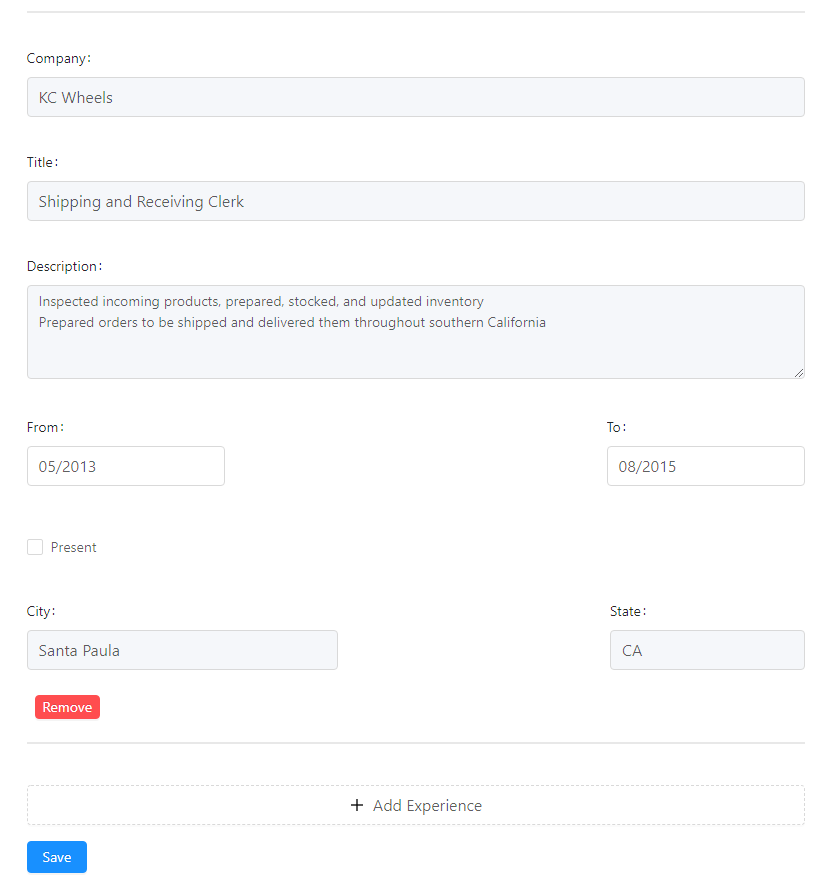 Company:
KC Wheels
Title:
Shipping and Receiving Clerk
Description:
Inspected incoming products, prepared, stocked, and updated inventory
Prepared orders to be shipped and delivered them throughout southern California
From: To:
05/2013 08/2015
Present
City: State:
Santa Paula CA
Remove
+ Add Experience
Save